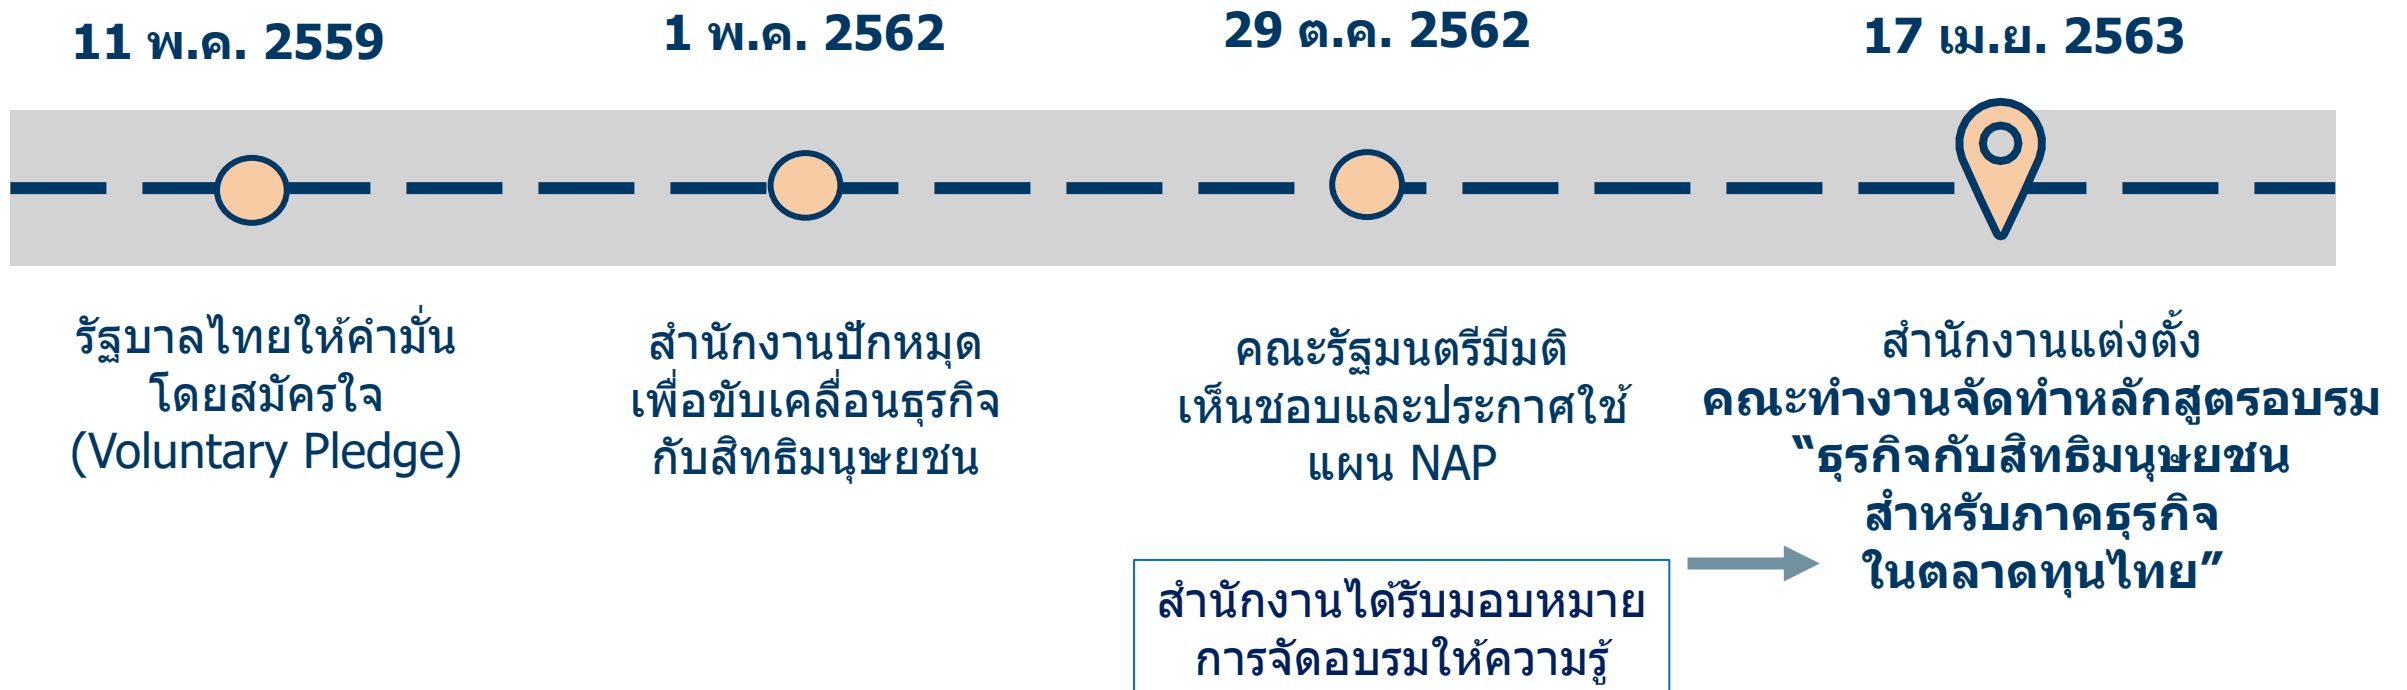 11 พ.ค. 2559
1 พ.ค. 2562
29 ต.ค. 2562
17 เม.ย. 2563
รัฐบาลไทยให้คำมั่น
โดยสมัครใจ
(Voluntary Pledge)
สำนักงานปักหมุด
เพื่อขับเคลื่อนธุรกิจ
กับสิทธิมนุษยชน
คณะรัฐมนตรีมีมติ
เห็นชอบและประกาศใช้
แผน NAP
สำนักงานได้รับมอบหมาย
การจัดอบรมให้ความรู้
สำนักงานแต่งตั้ง
คณะทำงานจัดทำหลักสูตรอบรม
“ธุรกิจกับสิทธิมนุษยชน
สำหรับภาคธุรกิจ
ในตลาดทุนไทย”